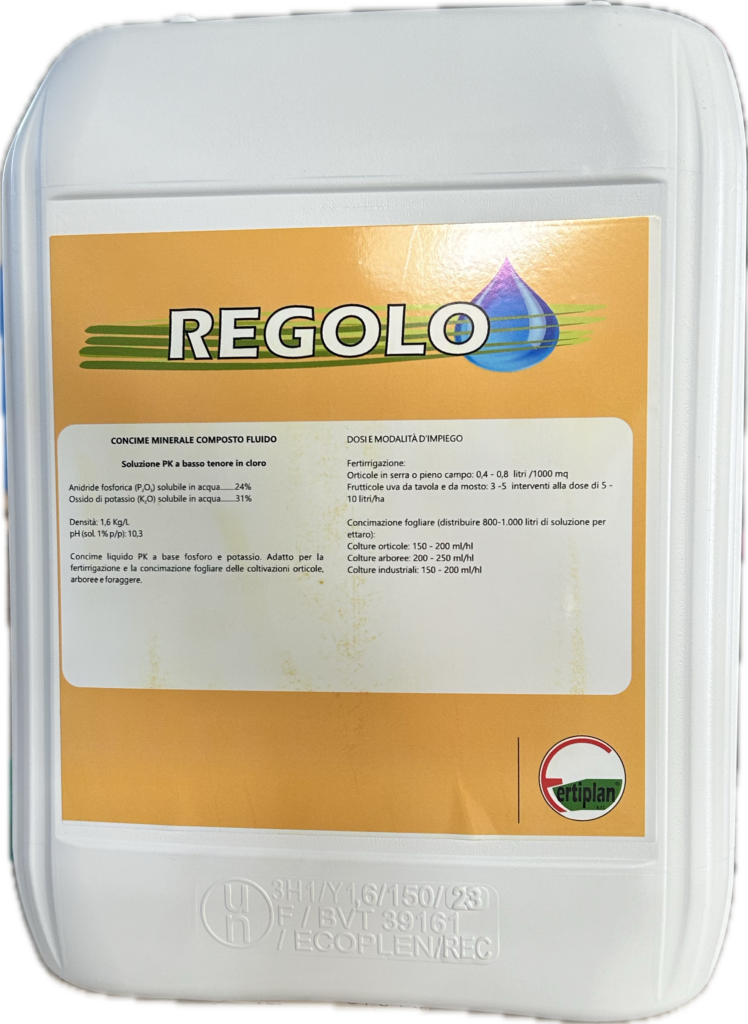 REGOLO
CONCIME MINERALE COMPOSTO FLUIDO
Soluzione PK a basso tenore in cloro
Anidride fosforica (P₂O₅) solubile in acqua......24%
Ossido di potassio (K₂O) solubile in acqua......31%
Densità: 1,6 Kg/L
pH (sol. 1% p/p): 10,3
Concime liquido PK a base fosforo e potassio. Adatto per la
fertirrigazione e la concimazione fogliare delle coltivazioni orticole,
arboree e foraggere.
DOSI E MODALITÀ D'IMPIEGO
Fertirrigazione:
Orticole in serra o pieno campo: 0,4 - 0,8 litri /1000 mq
Frutticole uva da tavola e da mosto: 3 -5 interventi alla dose di 5 -
10 litri/ha
Concimazione fogliare (distribuire 800-1.000 litri di soluzione per
ettaro):
Colture orticole: 150 - 200 ml/hl
Colture arboree: 200 - 250 ml/hl
Colture industriali: 150 - 200 ml/hl
Fertiplan
un
3H1/Y1,6/150/23
F / BVT 39161
/ ECOPLEN/REC